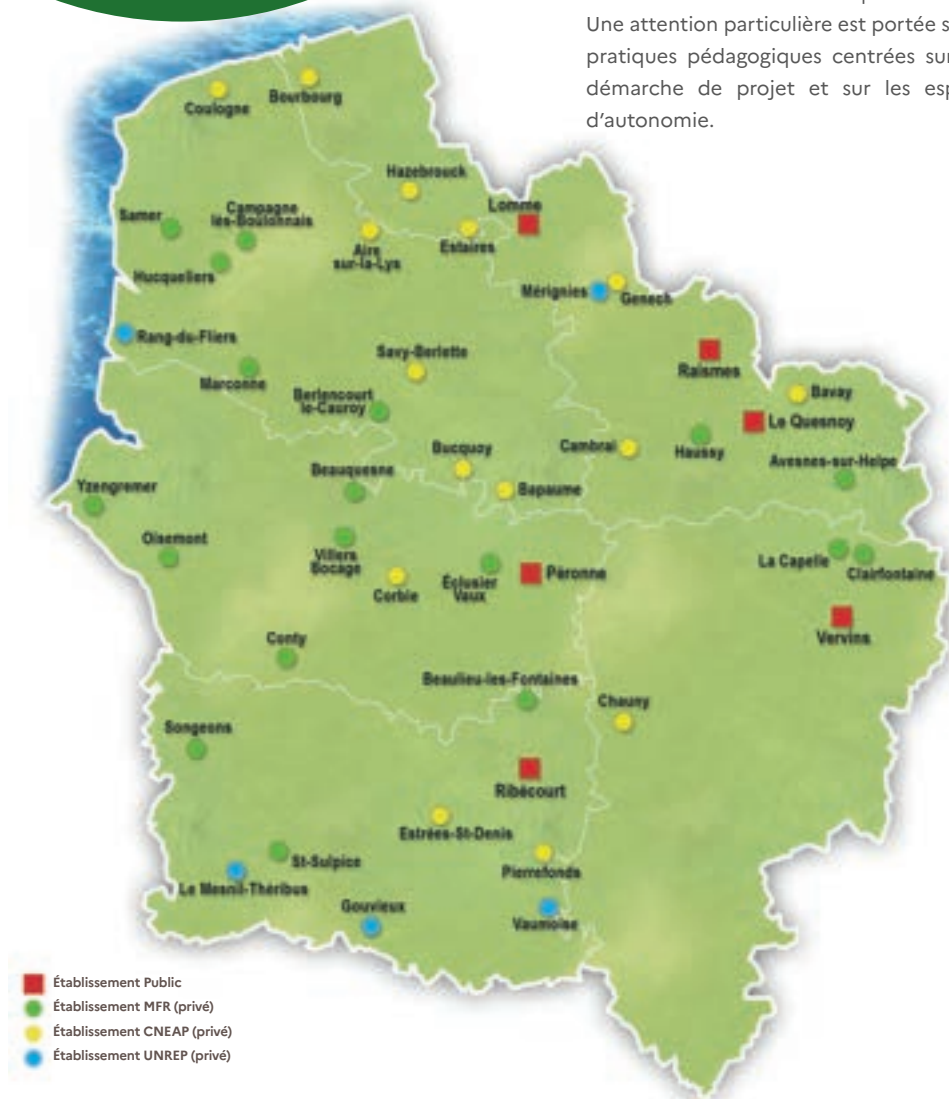 Une attention particulière est portée s
pratiques pédagogiques centrées sur
démarche de projet et sur les esp
d'autonomie.
Coulogne
Bourbourg
Hazebrouck
Lomme
Samer
Campagne
lès-Boulonnais
Aire
sur-la-Lys
Estaires
Hucqueliers
Mérignies
Genech
Rang-du-Fliers
Savy-Berlette
Raismes
Marconne
Berlencourt
le-Cauroy
Bavay
Le Quesnoy
Bucquoy
Cambrai
Haussy
Beauquesne
Bapaume
Avesnes-sur-Helpe
Yzengremer
Oisemont
Villers
Bocage
Corbie
Éclusier
Vaux
Péronne
La Capelle
Clairfontaine
Vervins
Conty
Beaulieu-les-Fontaines
Chauny
Songeons
Ribécourt
Estrées-St-Denis
St-Sulpice
Pierrefonds
Le Mesnil-Théribus
Gouvieux
Vaumoise
Établissement Public
Établissement MFR (privé)
Établissement CNEAP (privé)
Établissement UNREP (privé)